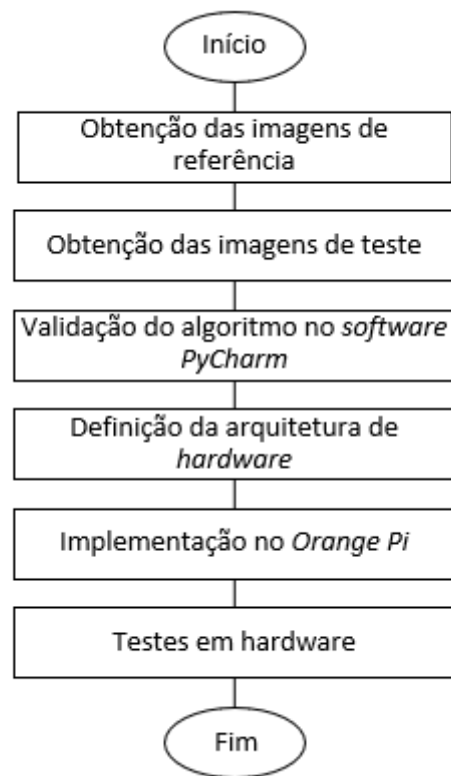 Início
Obtenção das imagens de
referência
Obtenção das imagens de teste
Validação do algoritmo no software
PyCharm
Definição da arquitetura de
hardware
Implementação no Orange Pi
Testes em hardware
Fim